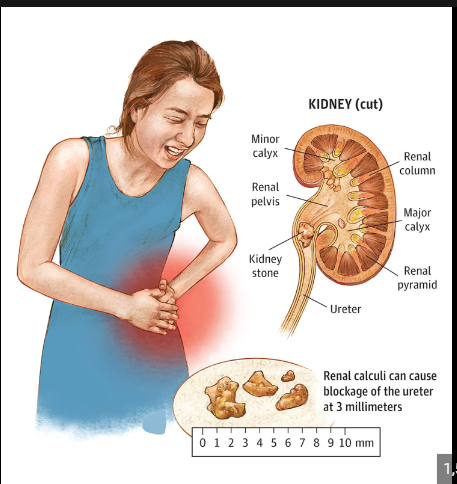 KIDNEY (cut)
Minor
calyx
Renal
column
Renal
pelvis
Major
calyx
Kidney
stone
Renal
pyramid
Ureter
Renal calculi can cause
blockage of the ureter
at 3 millimeters
0 1 2 3 4 5 6 7 8 9 10 mm